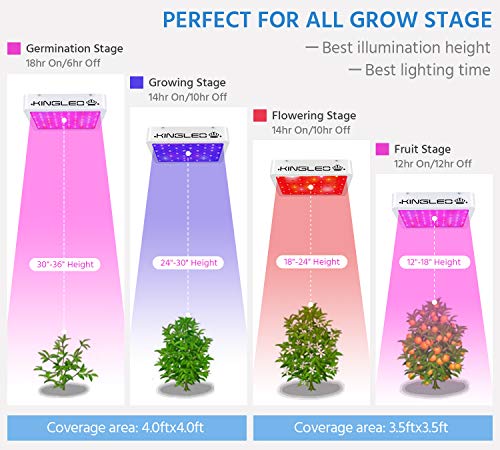 PERFECT FOR ALL GROW STAGE
— Best illumination height
— Best lighting time
Germination Stage
18hr On/6hr Off
Growing Stage
14hr On/10hr Off
Flowering Stage
14hr On/10hr Off
Fruit Stage
12hr On/12hr Off
KINGLED
KINGLED
KINGLED
KINGLED
30"-36" Height
24"-30" Height
18"-24" Height
12"-18" Height
Coverage area: 4.0ftx4.0ft
Coverage area: 3.5ftx3.5ft